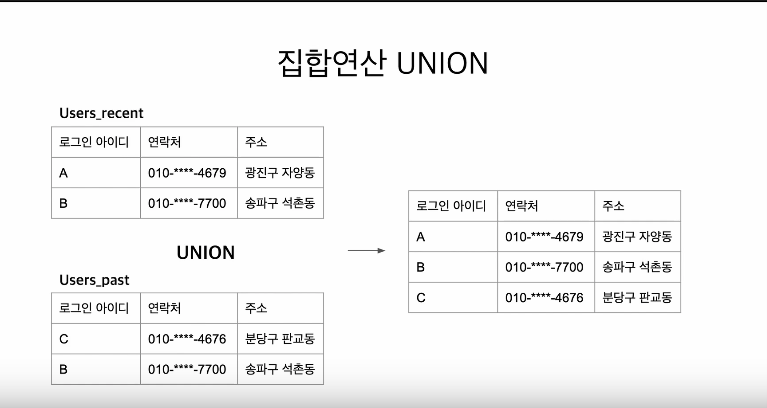 집합연산 UNION
Users_recent
로그인 아이디 연락처 주소
A 010-****-4679 광진구 자양동
B 010-****-7700 송파구 석촌동
UNION
Users_past
로그인 아이디 연락처 주소
C 010-****-4676 분당구 판교동
B 010-****-7700 송파구 석촌동
로그인 아이디 연락처 주소
A 010-****-4679 광진구 자양동
B 010-****-7700 송파구 석촌동
C 010-****-4676 분당구 판교동